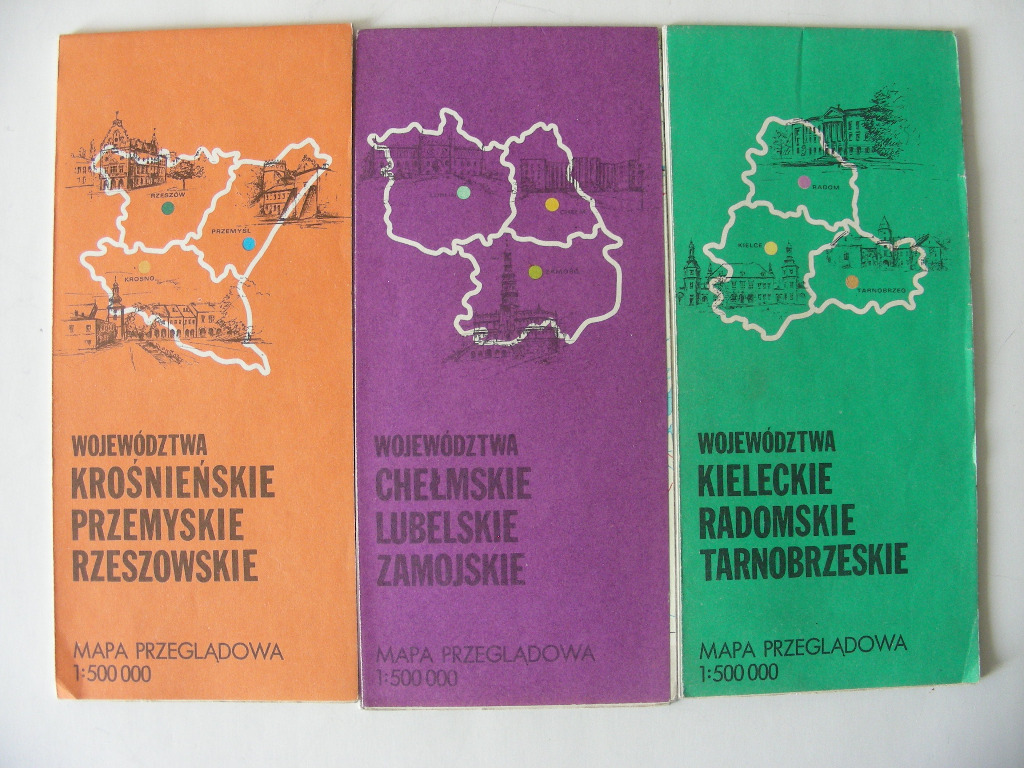 RZESZÓW
PRZEMYŚL
KROSNO
WOJEWÓDZTWA
KROŚNIEŃSKIE
PRZEMYSKIE
RZESZOWSKIE
MAPA PRZEGLĄDOWA
1:500 000
CHEŁM
ZAMOŚĆ
WOJEWÓDZTWA
CHEŁMSKIE
LUBELSKIE
ZAMOJSKIE
MAPA PRZEGLĄDOWA
1:500 000
RADOM
KIELCE
TARNOBRZEG
WOJEWÓDZTWA
KIELECKIE
RADOMSKIE
TARNOBRZESKIE
MAPA PRZEGLĄDOWA
1:500 000